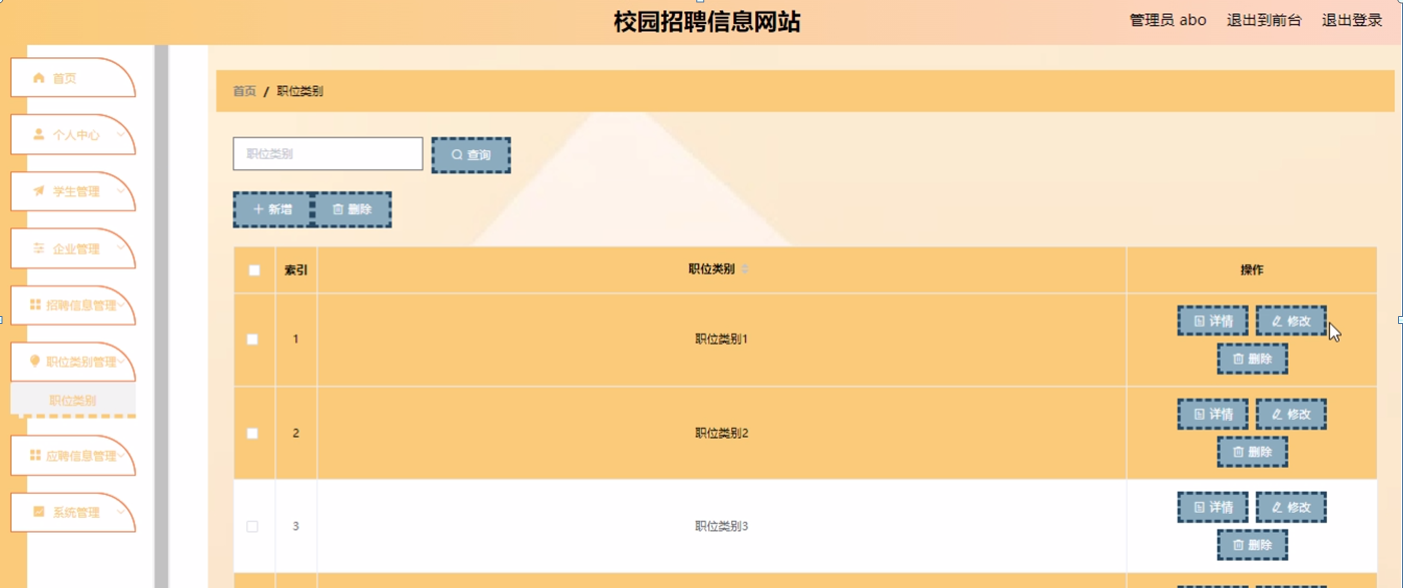 校园招聘信息网站
管理员 abo 退出到前台 退出登录
首页
个人中心
学生管理
企业管理
招聘信息管理
职位类别管理
职位类别
应聘信息管理
系统管理
首页 / 职位类别
职位类别 查询
新增 删除
索引 职位类别 操作
1 职位类别1 详情 修改
删除
2 职位类别2 详情 修改
删除
3 职位类别3 详情 修改
删除